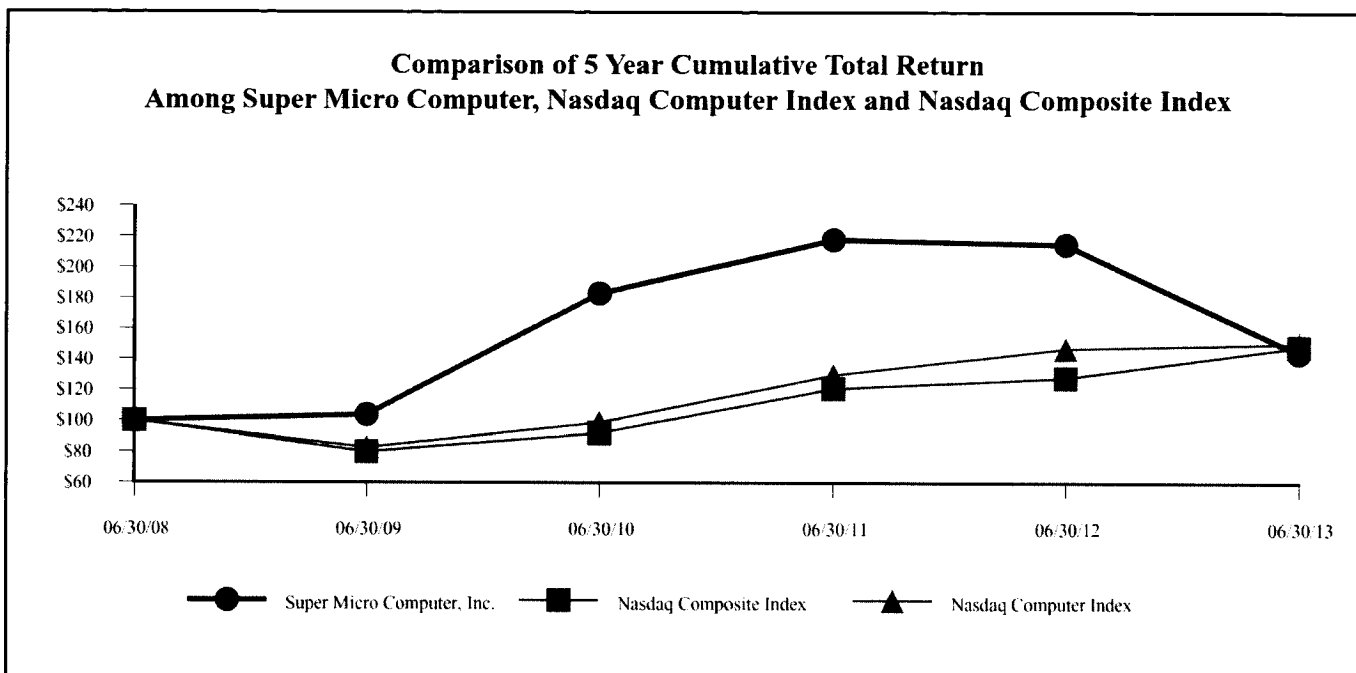 Comparison of 5 Year Cumulative Total Return
Among Super Micro Computer, Nasdaq Computer Index and Nasdaq Composite Index
$240
$220
$200
$180
$160
$140
$120
$100
$80
$60
06/30/08 06/30/09 06/30/10 06/30/11 06/30/12 06/30/13
Super Micro Computer, Inc. Nasdaq Composite Index Nasdaq Computer Index